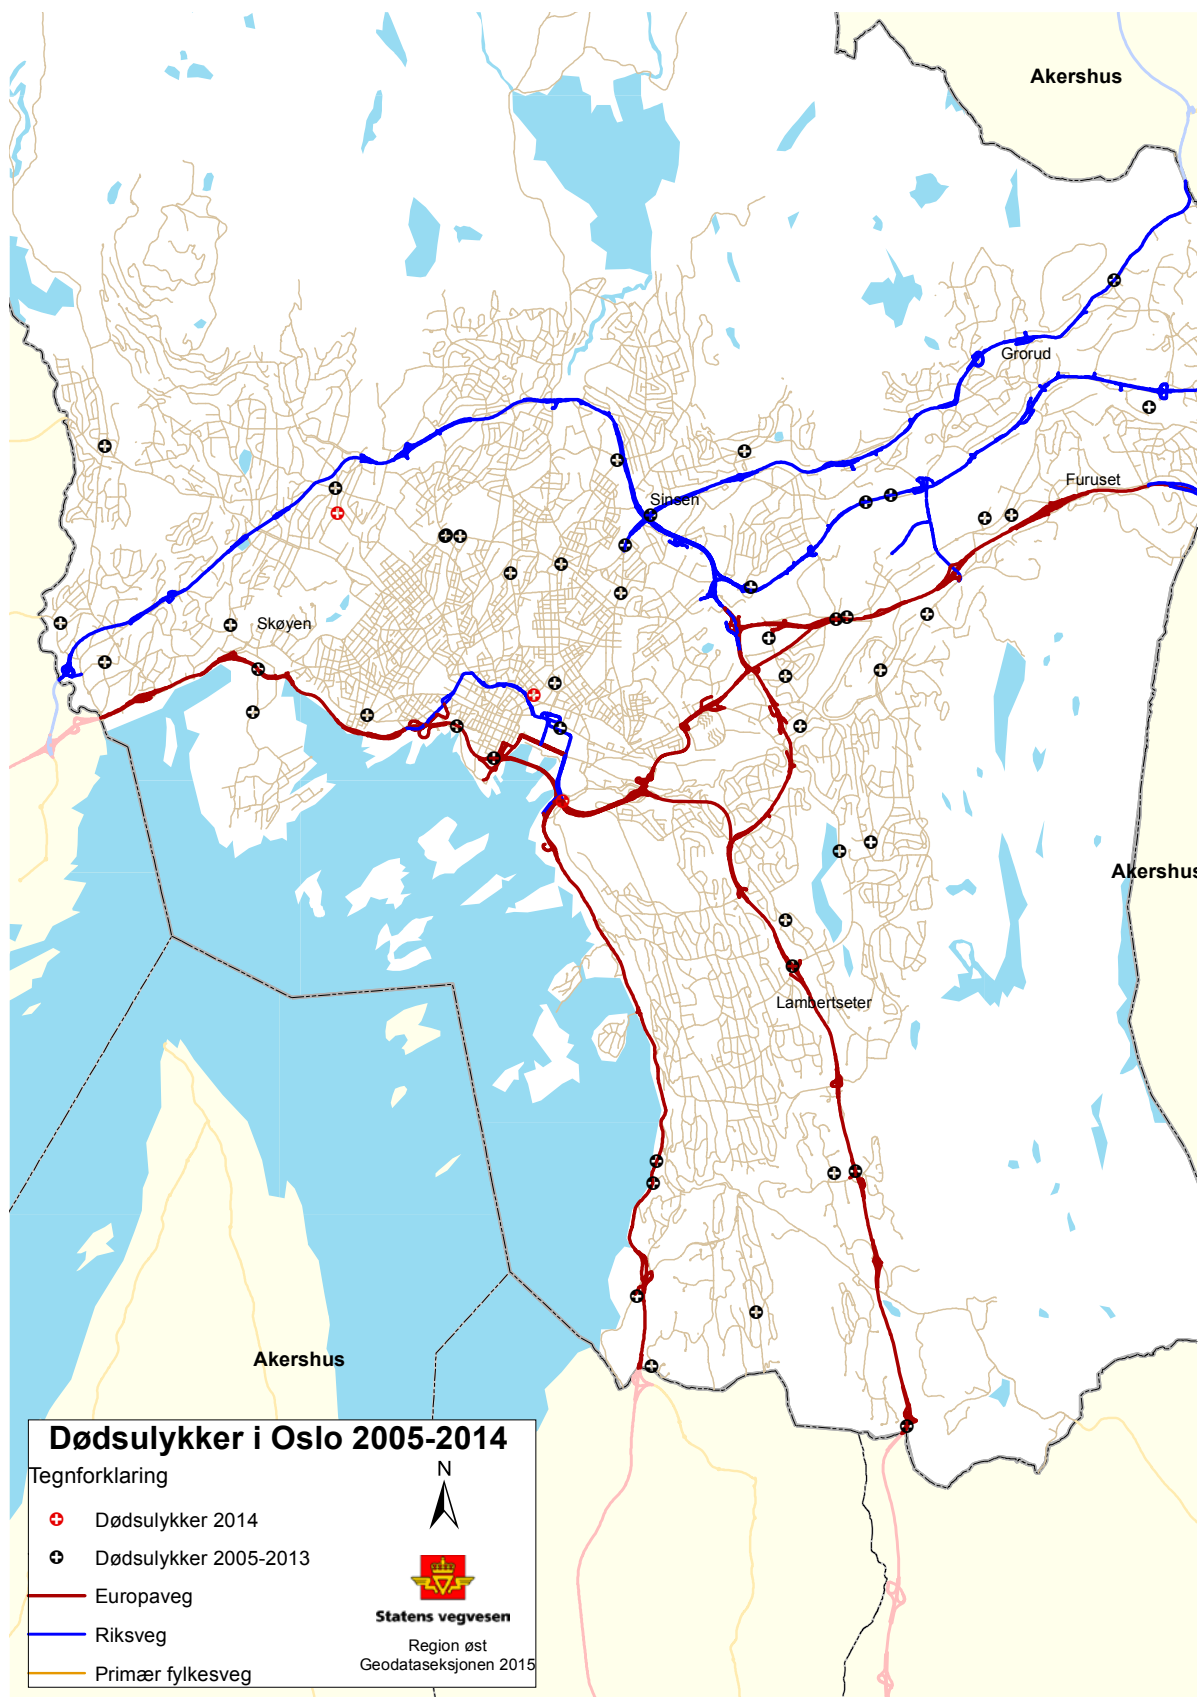 Akershus
Grorud
Furuset
Sinsen
Skøyen
Akershus
Lambertseter
Akershus
Dødsulykker i Oslo 2005-2014
Tegnforklaring
N
Dødsulykker 2014
Dødsulykker 2005-2013
Europaveg
Riksveg
Primær fylkesveg
Statens vegvesen
Region øst
Geodataseksjonen 2015